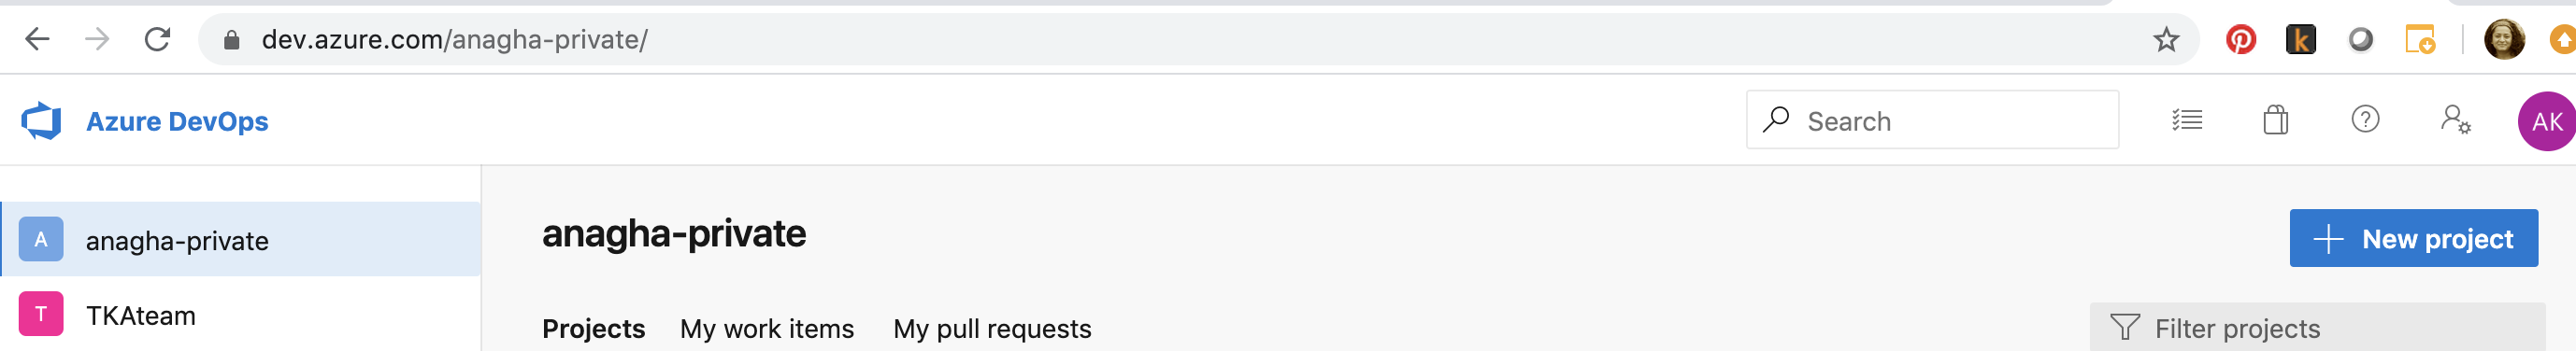 dev.azure.com/anagha-private/
k
Azure DevOps
Search
AK
A anagha-private
T TKAteam
anagha-private
New project
Projects My work items My pull requests
Filter projects